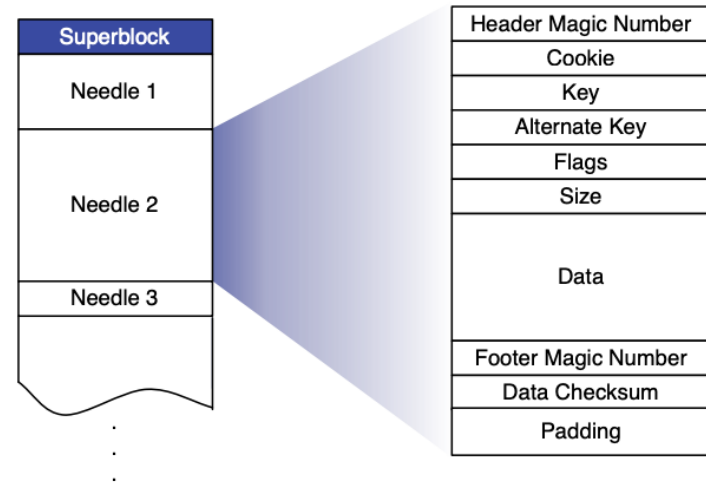 Superblock
Needle 1
Needle 2
Needle 3
Header Magic Number
Cookie
Key
Alternate Key
Flags
Size
Data
Footer Magic Number
Data Checksum
Padding